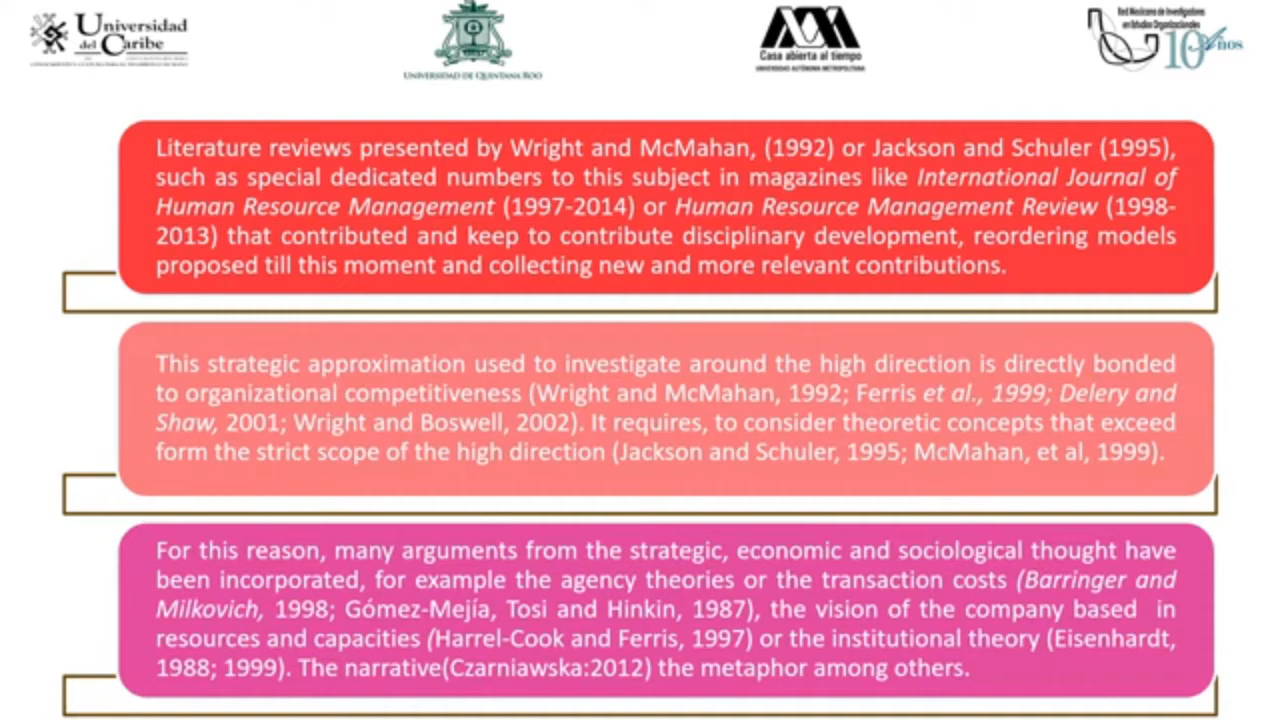 Universidad
del Caribe
UNIVERSIDAD DE QUINTANA ROO
Casa abierta al tiempo
UNIVERSIDAD AUTÓNOMA METROPOLITANA
Red Mexicana de Investigadores
en Estudios Organizacionales
10 Años
Literature reviews presented by Wright and McMahan, (1992) or Jackson and Schuler (1995),
such as special dedicated numbers to this subject in magazines like International Journal of
Human Resource Management (1997-2014) or Human Resource Management Review (1998-
2013) that contributed and keep to contribute disciplinary development, reordering models
proposed till this moment and collecting new and more relevant contributions.
This strategic approximation used to investigate around the high direction is directly bonded
to organizational competitiveness (Wright and McMahan, 1992; Ferris et al., 1999; Delery and
Shaw, 2001; Wright and Boswell, 2002). It requires, to consider theoretic concepts that exceed
form the strict scope of the high direction (Jackson and Schuler, 1995; McMahan, et al, 1999).
For this reason, many arguments from the strategic, economic and sociological thought have
been incorporated, for example the agency theories or the transaction costs (Barringer and
Milkovich, 1998; Gómez-Mejía, Tosi and Hinkin, 1987), the vision of the company based in
resources and capacities (Harrel-Cook and Ferris, 1997) or the institutional theory (Eisenhardt,
1988; 1999). The narrative(Czarniawska:2012) the metaphor among others.